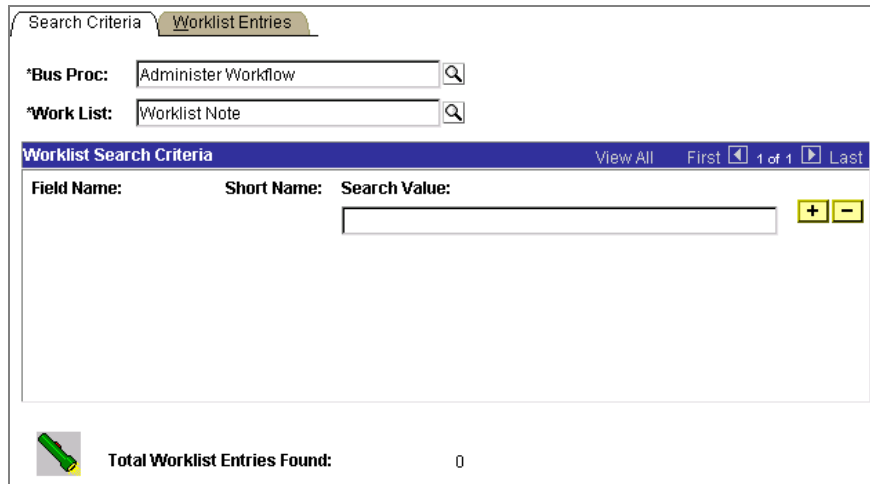 Search Criteria Worklist Entries
*Bus Proc: Administer Workflow
*Work List: Worklist Note
Worklist Search Criteria View All First 1 of 1 Last
Field Name: Short Name: Search Value:
+ −
Total Worklist Entries Found: 0